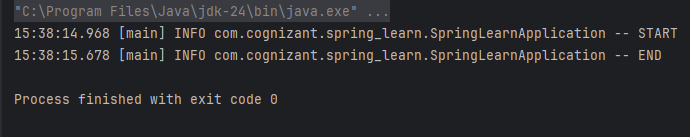 "C:\Program Files\Java\jdk-24\bin\java.exe" ...
15:38:14.968 [main] INFO com.cognizant.spring_learn.SpringLearnApplication -- START
15:38:15.678 [main] INFO com.cognizant.spring_learn.SpringLearnApplication -- END
Process finished with exit code 0